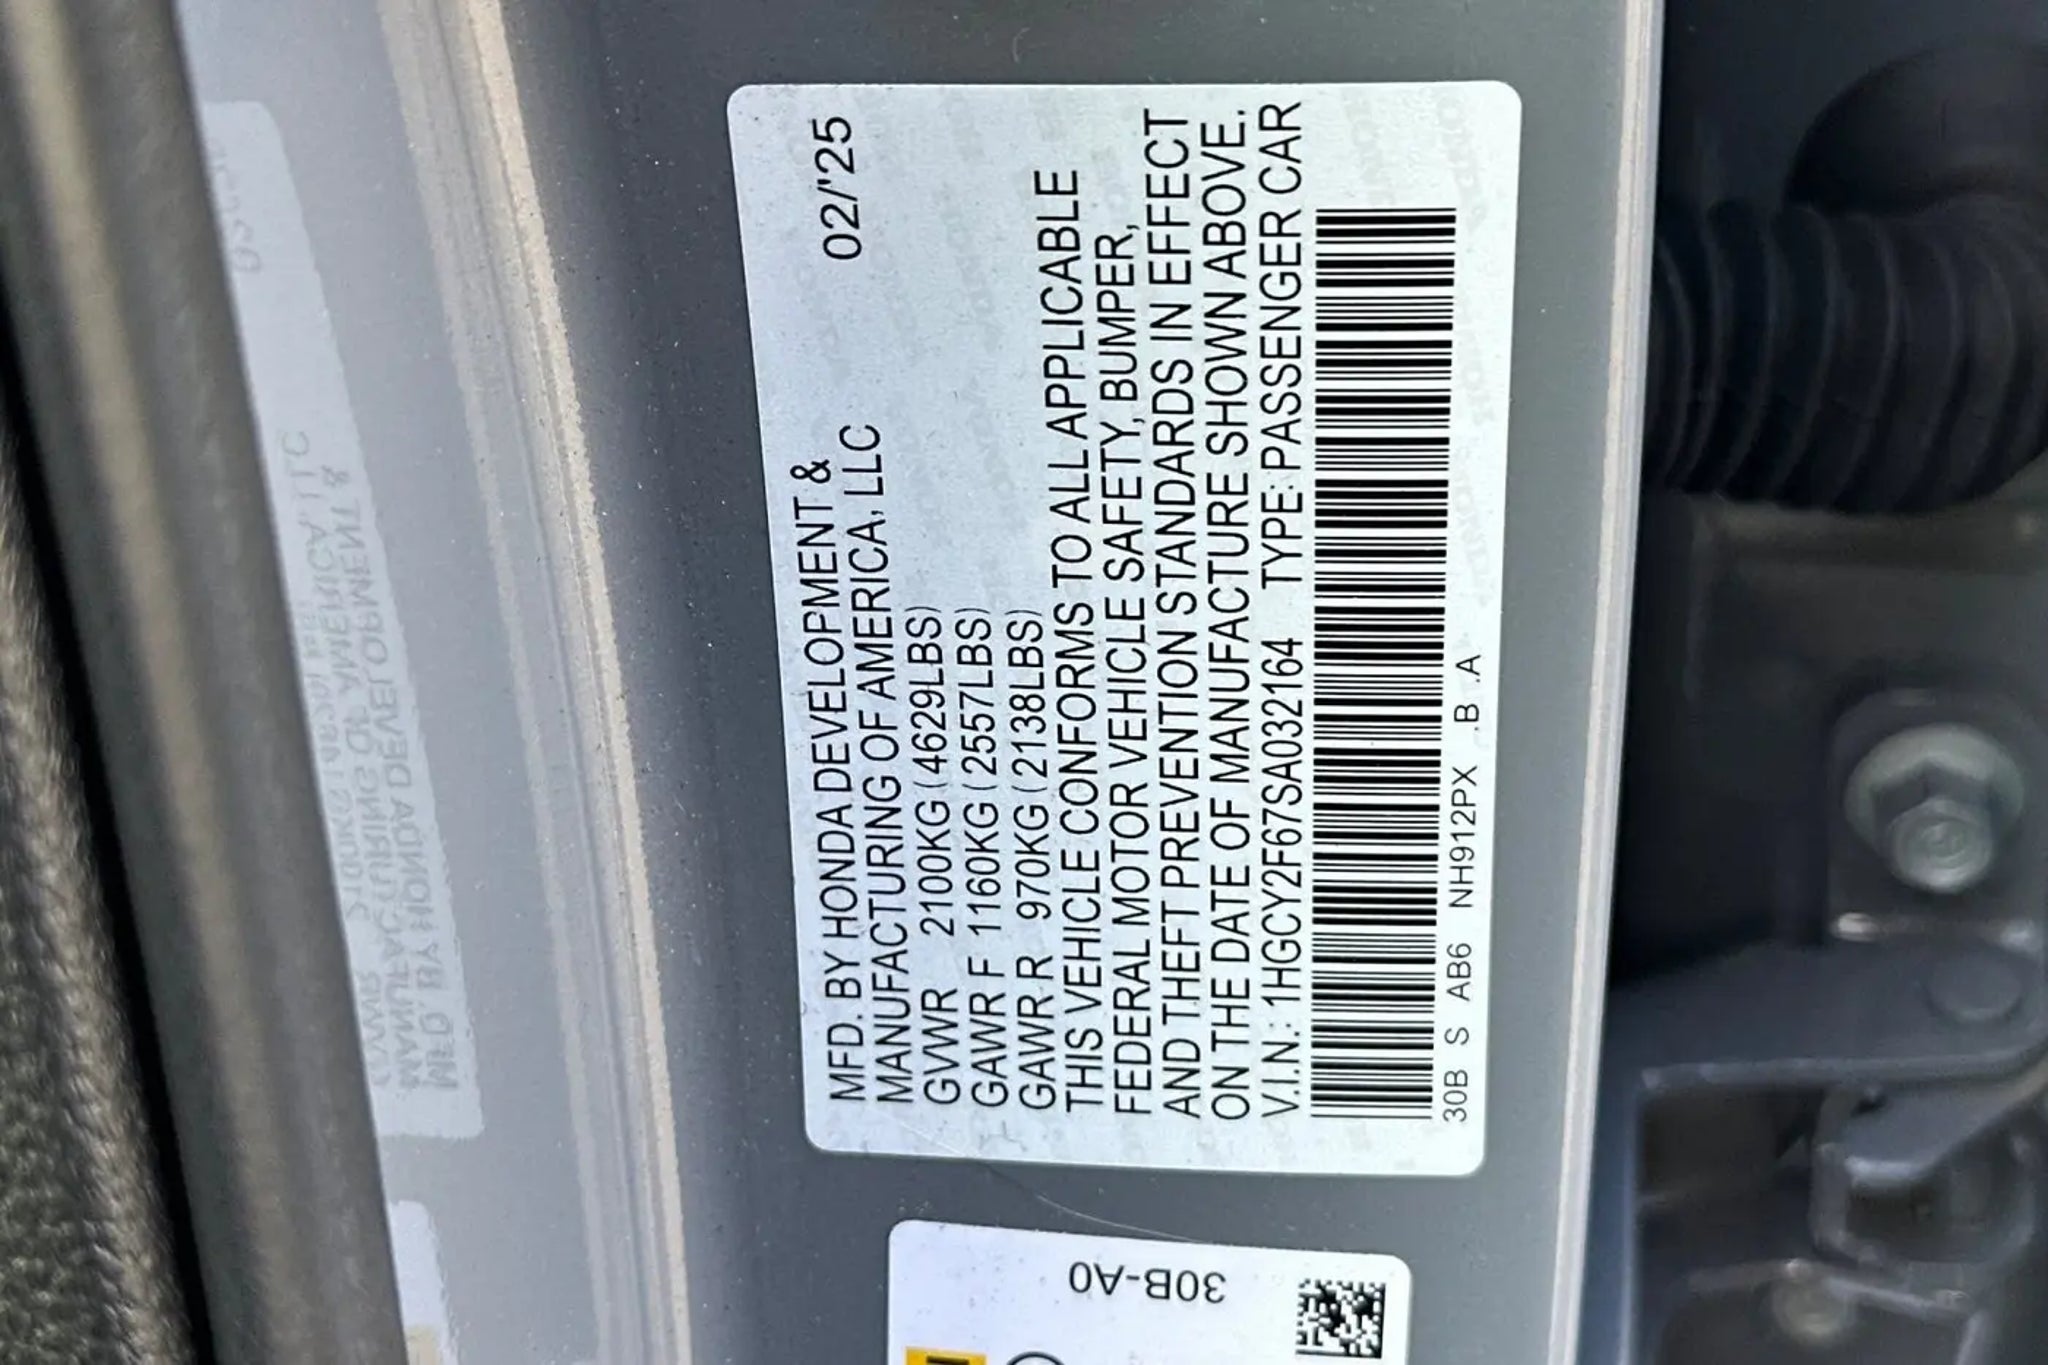 MFD. BY HONDA DEVELOPMENT &
MANUFACTURING OF AMERICA, LLC 02/'25
GVWR 2100KG (4629LBS)
GAWR F 1160KG (2557LBS)
GAWR R 970KG (2138LBS)
THIS VEHICLE CONFORMS TO ALL APPLICABLE
FEDERAL MOTOR VEHICLE SAFETY, BUMPER,
AND THEFT PREVENTION STANDARDS IN EFFECT
ON THE DATE OF MANUFACTURE SHOWN ABOVE.
V.I.N.: 1HGCY2F67SA032164 TYPE: PASSENGER CAR
30B S AB6 NH912PX .B .A
30B-A0